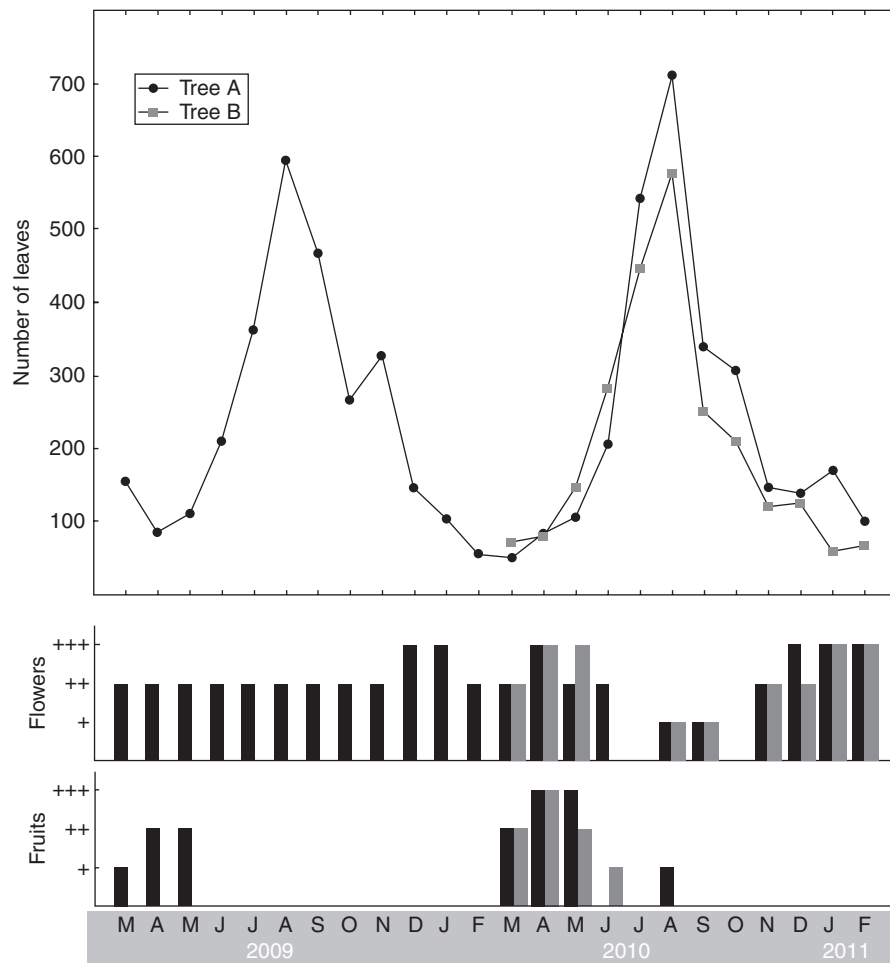 700
600
500
400
300
200
100
Number of leaves
Tree A
Tree B
+++
++
+
Flowers
+++
++
+
Fruits
M A M J J A S O N D J F M A M J J A S O N D J F
2009 2010 2011